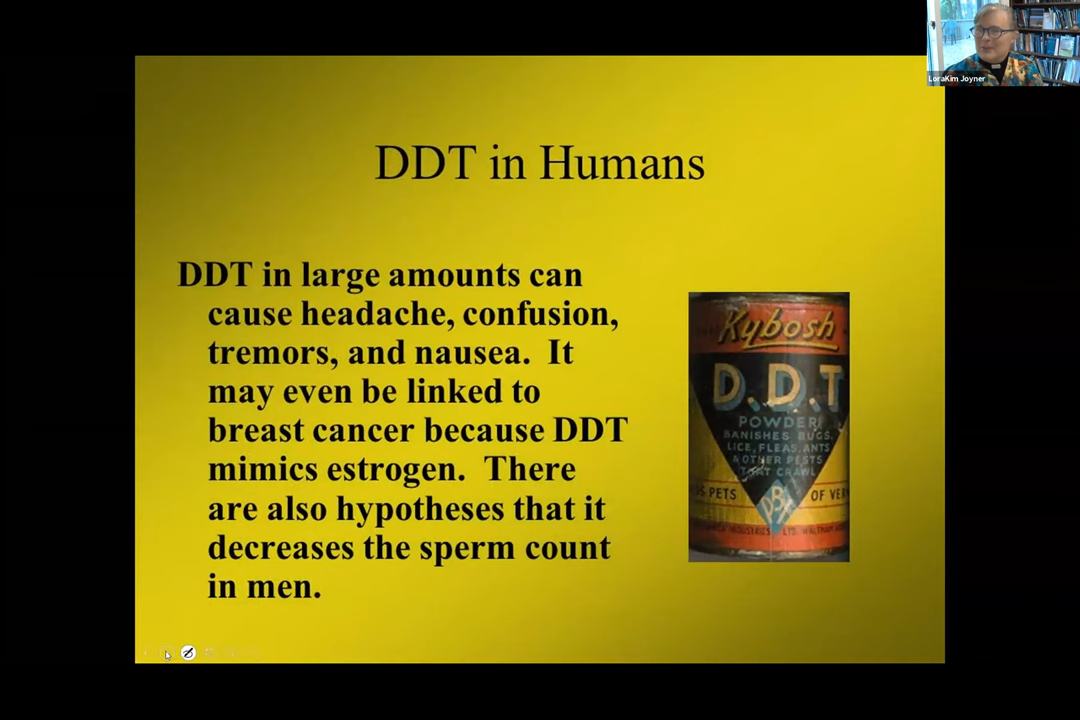 LoraKim Joyner
DDT in Humans
DDT in large amounts can
cause headache, confusion,
tremors, and nausea.  It
may even be linked to
breast cancer because DDT
mimics estrogen.  There
are also hypotheses that it
decreases the sperm count
in men.
Kybosh
D.D.T
POWDER
BANISHES BUGS,
LICE, FLEAS, ANTS
& OTHER PESTS
THAT CRAWL
PETS
OF
LTD.